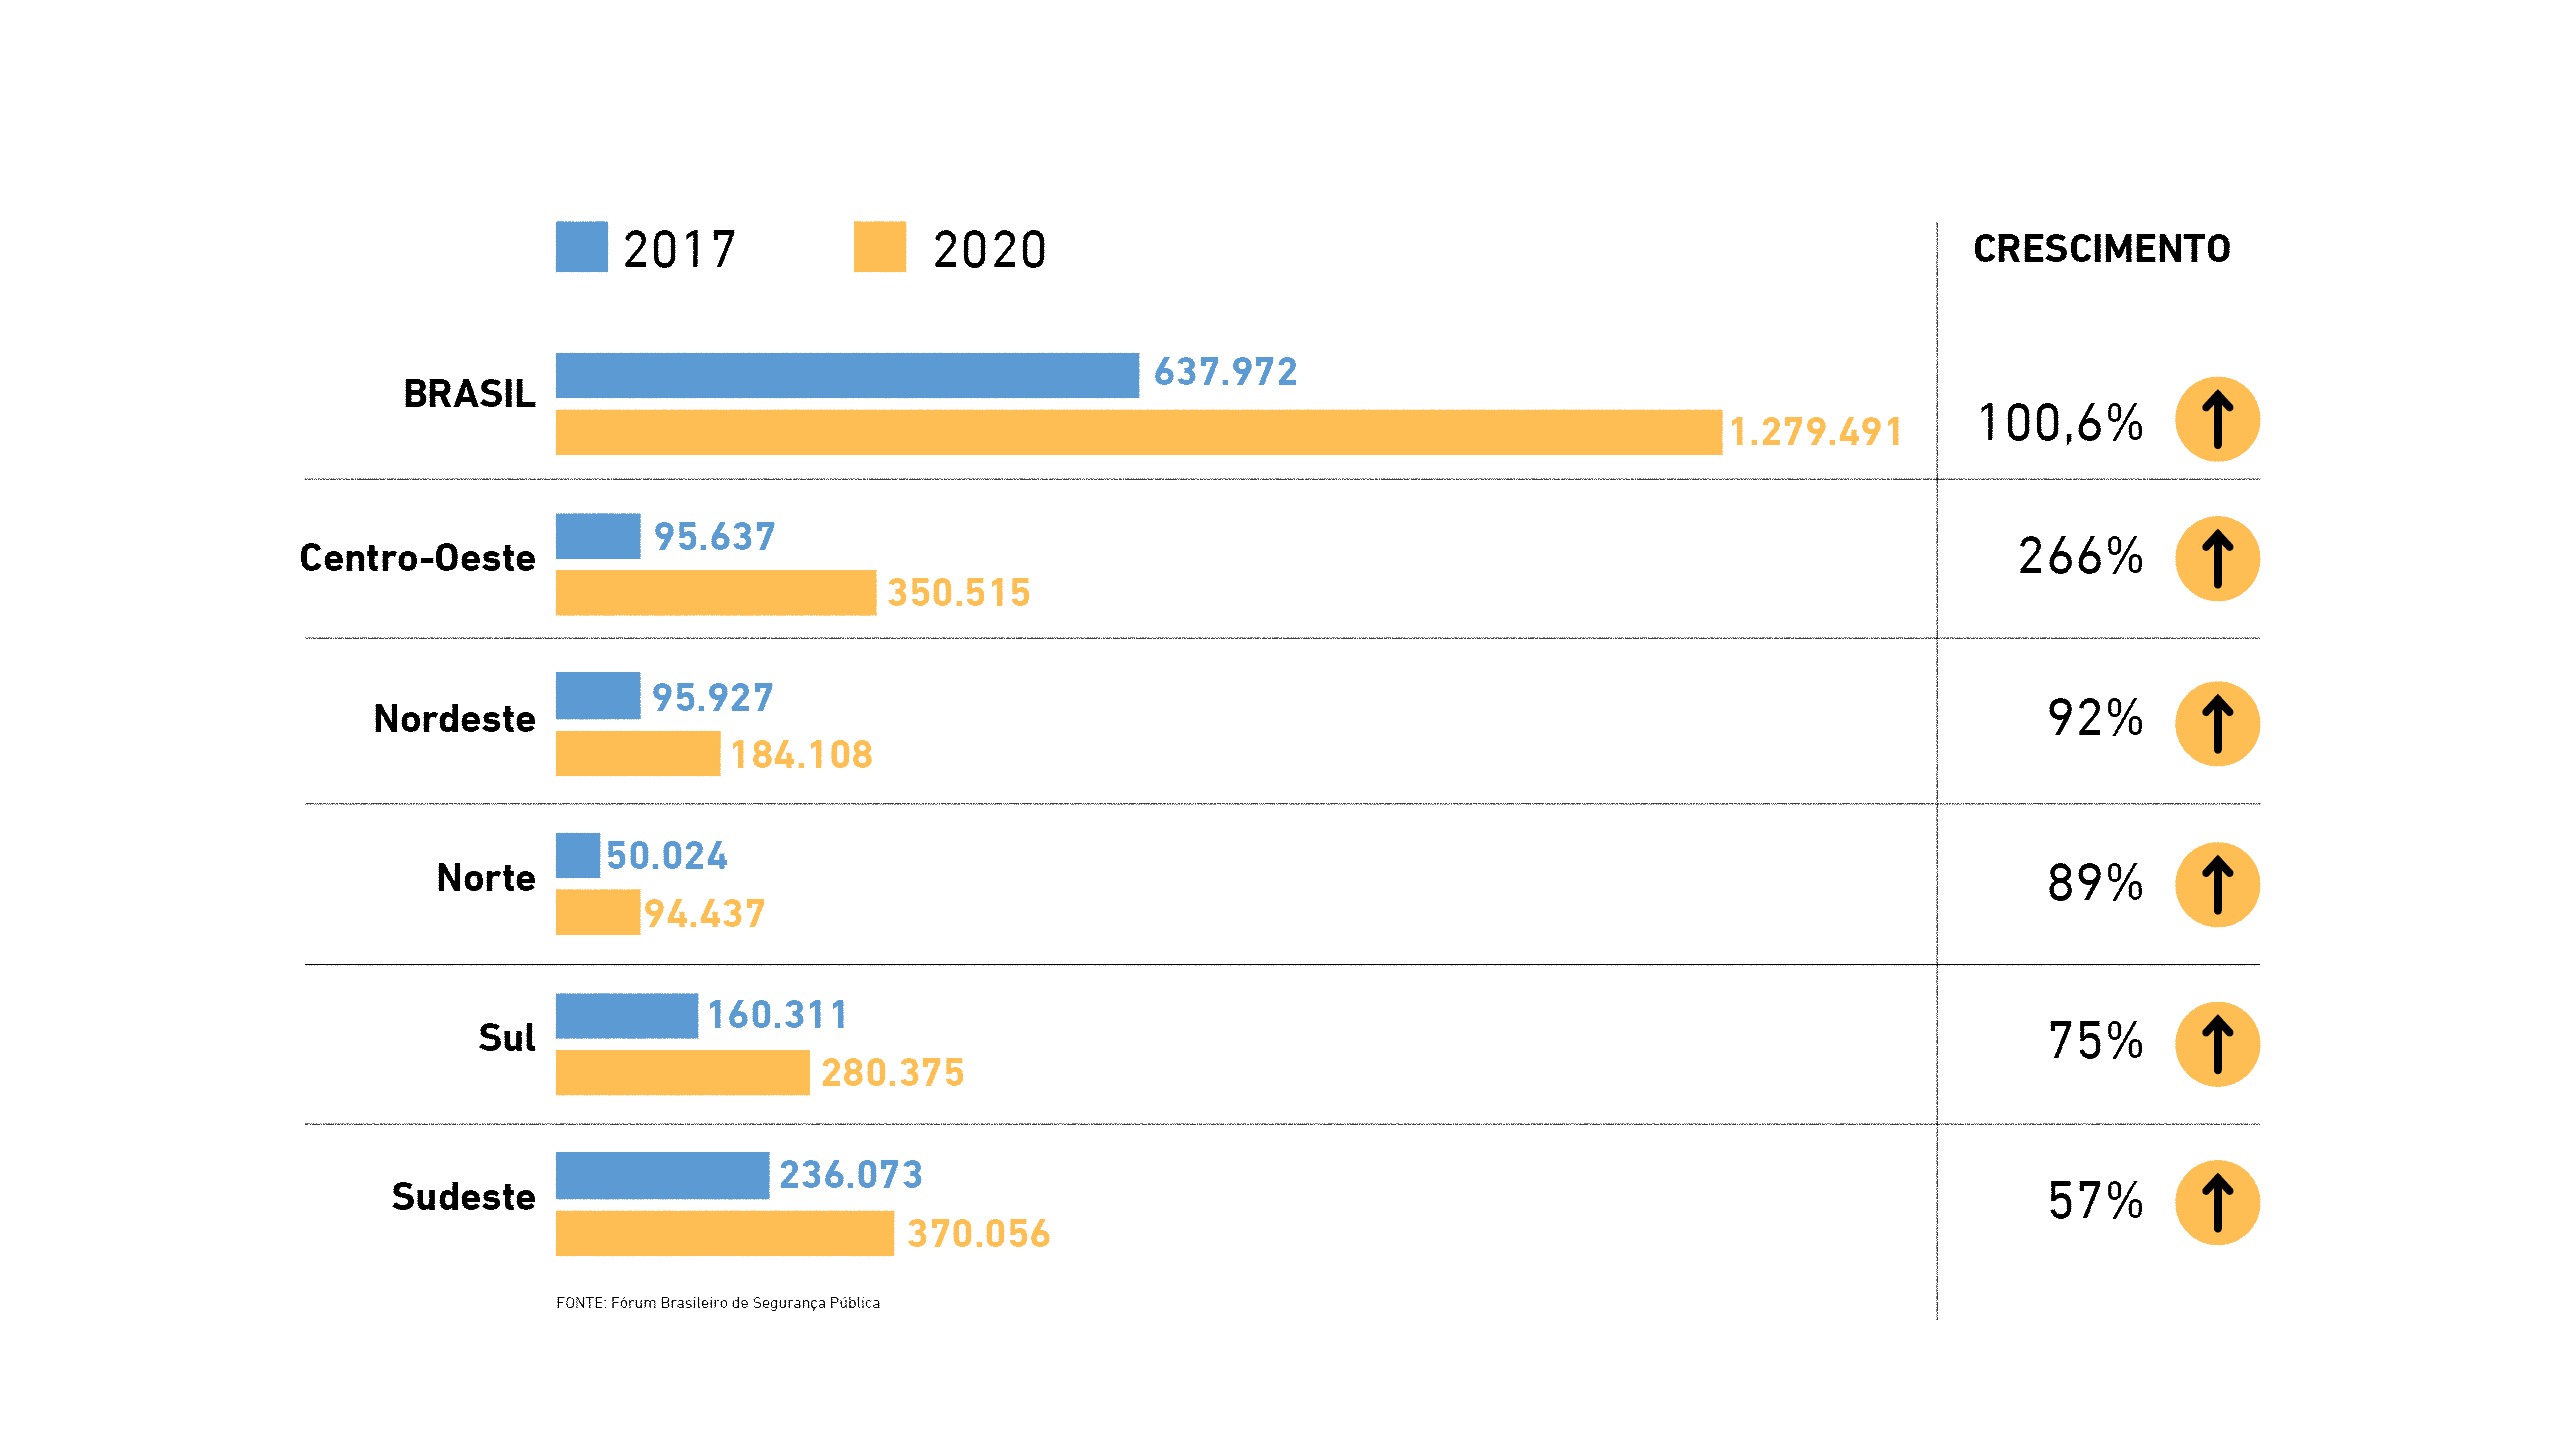 2017 2020 CRESCIMENTO
BRASIL 637.972
1.279.491 100,6%
Centro-Oeste 95.637
350.515 266%
Nordeste 95.927
184.108 92%
Norte 50.024
94.437 89%
Sul 160.311
280.375 75%
Sudeste 236.073
370.056 57%
FONTE: Fórum Brasileiro de Segurança Pública